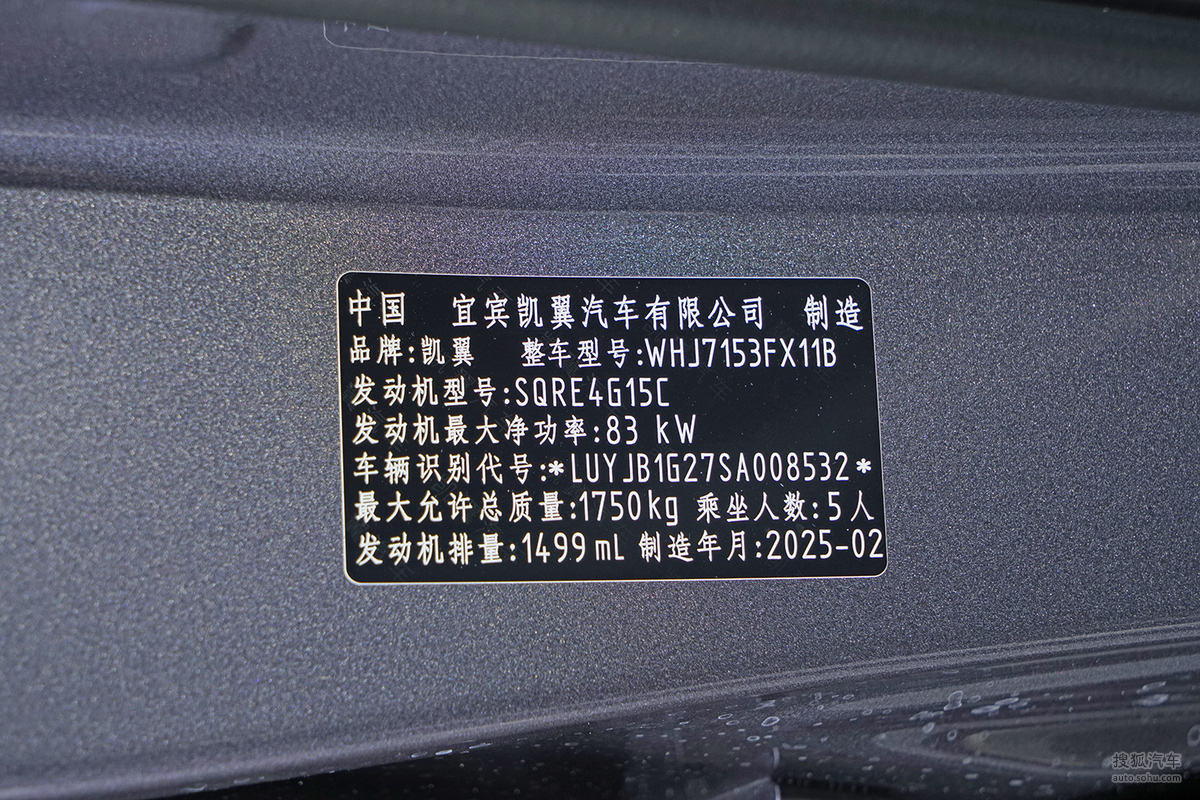 中国 宜宾凯翼汽车有限公司 制造
品牌:凯翼 整车型号:WHJ7153FX11B
发动机型号:SQRE4G15C
发动机最大净功率:83 kW
车辆识别代号:*LUYJB1G27SA008532*
最大允许总质量:1750kg 乘坐人数:5人
发动机排量:1499mL 制造年月:2025-02
搜狐汽车
auto.sohu.com